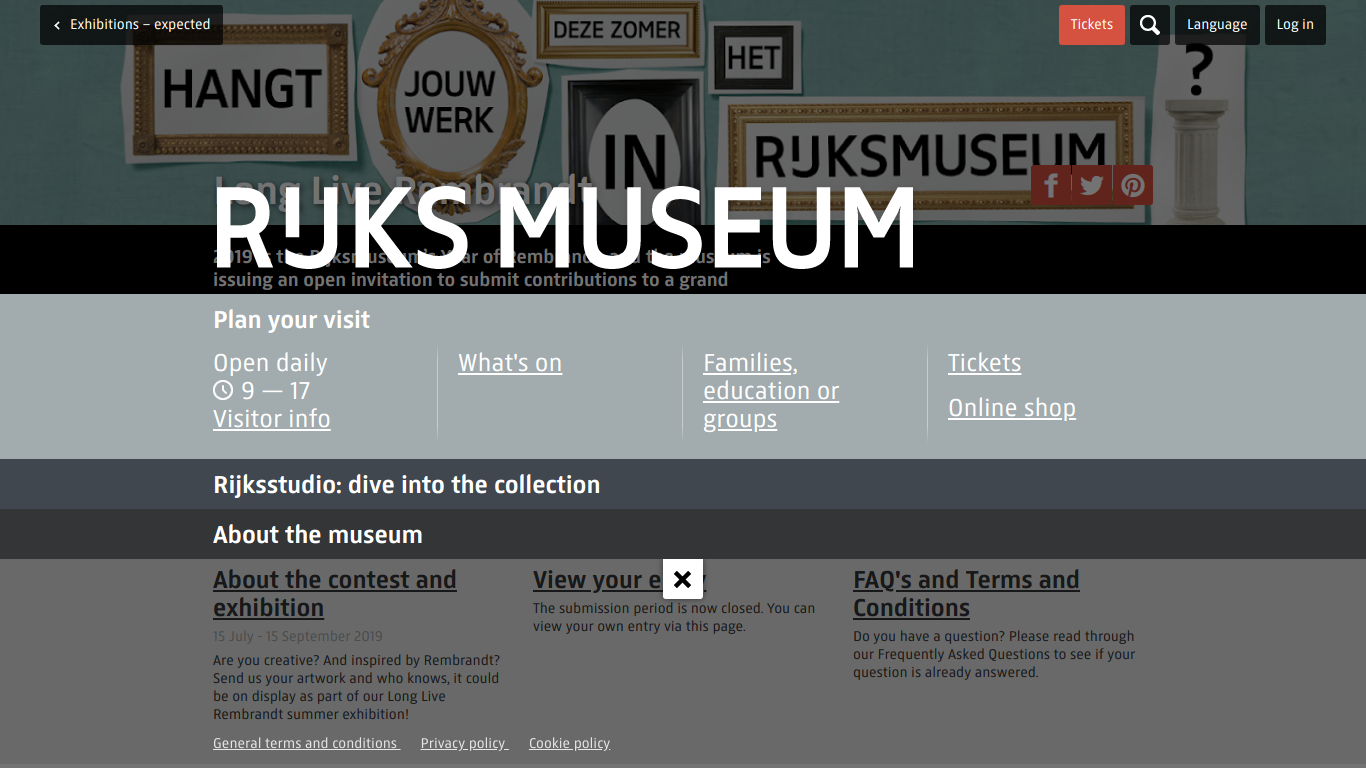 Exhibitions – expected
Tickets
Language
Log in
HANGT
JOUW
WERK
DEZE ZOMER
HET
IN
RIJKSMUSEUM
?
Long Live Rembrandt
RIJKS MUSEUM
2019 is the Rijksmuseum's Year of Rembrandt and the museum is
issuing an open invitation to submit contributions to a grand
Plan your visit
Open daily
9 — 17
Visitor info
What's on
Families,
education or
groups
Tickets
Online shop
Rijksstudio: dive into the collection
About the museum
About the contest and
exhibition
15 July - 15 September 2019
Are you creative? And inspired by Rembrandt?
Send us your artwork and who knows, it could
be on display as part of our Long Live
Rembrandt summer exhibition!
View your
The submission period is now closed. You can
view your own entry via this page.
FAQ's and Terms and
Conditions
Do you have a question? Please read through
our Frequently Asked Questions to see if your
question is already answered.
General terms and conditions
Privacy policy
Cookie policy